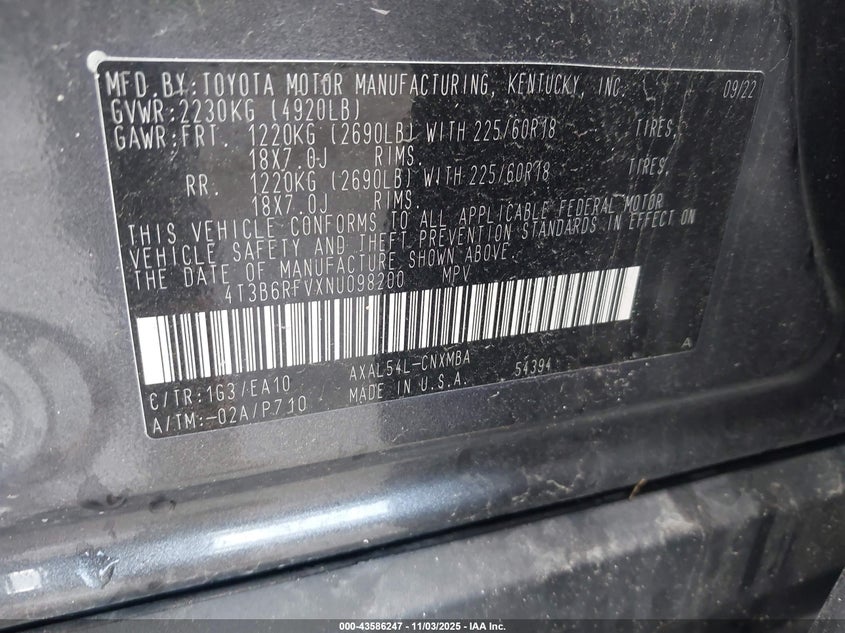 MFD.BY:TOYOTA MOTOR MANUFACTURING, KENTUCKY, INC. 09/22
GVWR:2230KG (4920LB)
GAWR:FRT. 1220KG (2690LB) WITH 225/60R18 TIRES,
18X7.0J RIMS.
RR. 1220KG (2690LB) WITH 225/60R18 TIRES,
18X7.0J RIMS.
THIS VEHICLE CONFORMS TO ALL APPLICABLE FEDERAL MOTOR
VEHICLE SAFETY AND THEFT PREVENTION STANDARDS IN EFFECT ON
THE DATE OF MANUFACTURE SHOWN ABOVE.
4T3B6RFVXNU098200 MPV
A
C/TR:1G3/EA10 AXAL54L-CNXMBA 54394
A/TM:-02A/P710 MADE IN U.S.A.
000-43586247 - 11/03/2025 - IAA Inc.